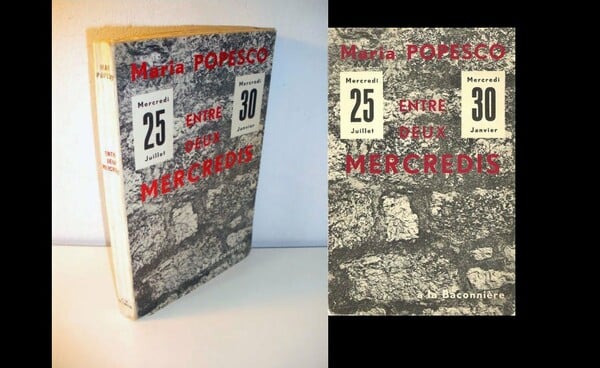 Maria POPESCO
Mercredi
25
Juillet
Mercredi
30
Janvier
ENTRE
DEUX
MERCREDIS
Maria POPESCO
Mercredi
25
Juillet
Mercredi
30
Janvier
ENTRE
DEUX
MERCREDIS
à la Baconnière